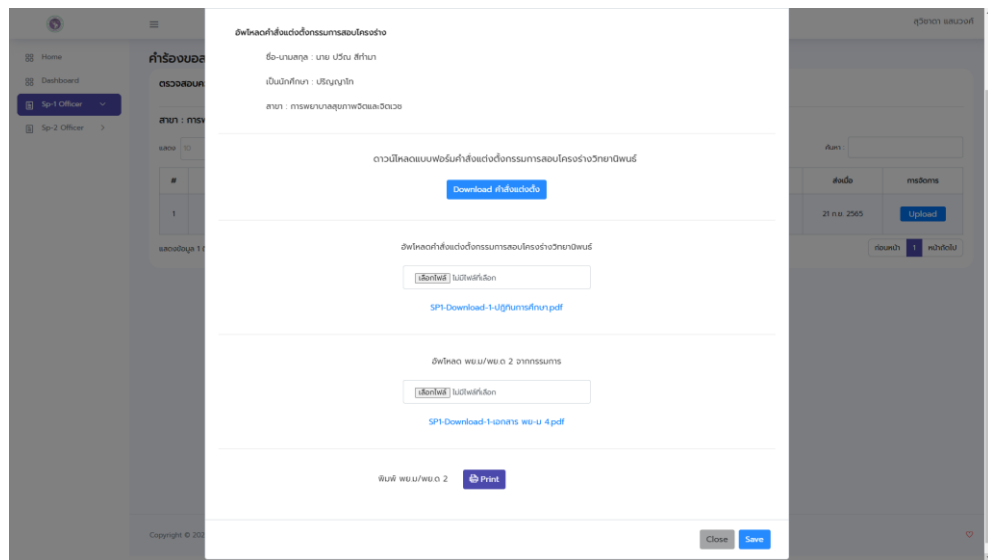 สุวิชาดา แสนวงศ์
Home
Dashboard
Sp-1 Officer
Sp-2 Officer
คำร้องขอส
ตรวจสอบค
สาขา : การพ
แสดง 10
ค้นหา :
#
ส่งเมื่อ
การจัดการ
1
21 ก.ย. 2565
Upload
แสดงข้อมูล 1 ถ
ก่อนหน้า 1 หน้าถัดไป
อัพโหลดคำสั่งแต่งตั้งกรรมการสอบโครงร่าง
ชื่อ-นามสกุล : นาย ปวีณ สีทำมา
เป็นนักศึกษา : ปริญญาโท
สาขา : การพยาบาลสุขภาพจิตและจิตเวช
ดาวน์โหลดแบบฟอร์มคำสั่งแต่งตั้งกรรมการสอบโครงร่างวิทยานิพนธ์
Download คำสั่งแต่งตั้ง
อัพโหลดคำสั่งแต่งตั้งกรรมการสอบโครงร่างวิทยานิพนธ์
เลือกไฟล์ ไม่มีไฟล์ที่เลือก
SP1-Download-1-ปฏิทินการศึกษา.pdf
อัพโหลด พย.ม/พย.ด 2 จากกรรมการ
เลือกไฟล์ ไม่มีไฟล์ที่เลือก
SP1-Download-1-เอกสาร พย-ม 4.pdf
พิมพ์ พย.ม/พย.ด 2
Print
Close
Save
Copyright © 202